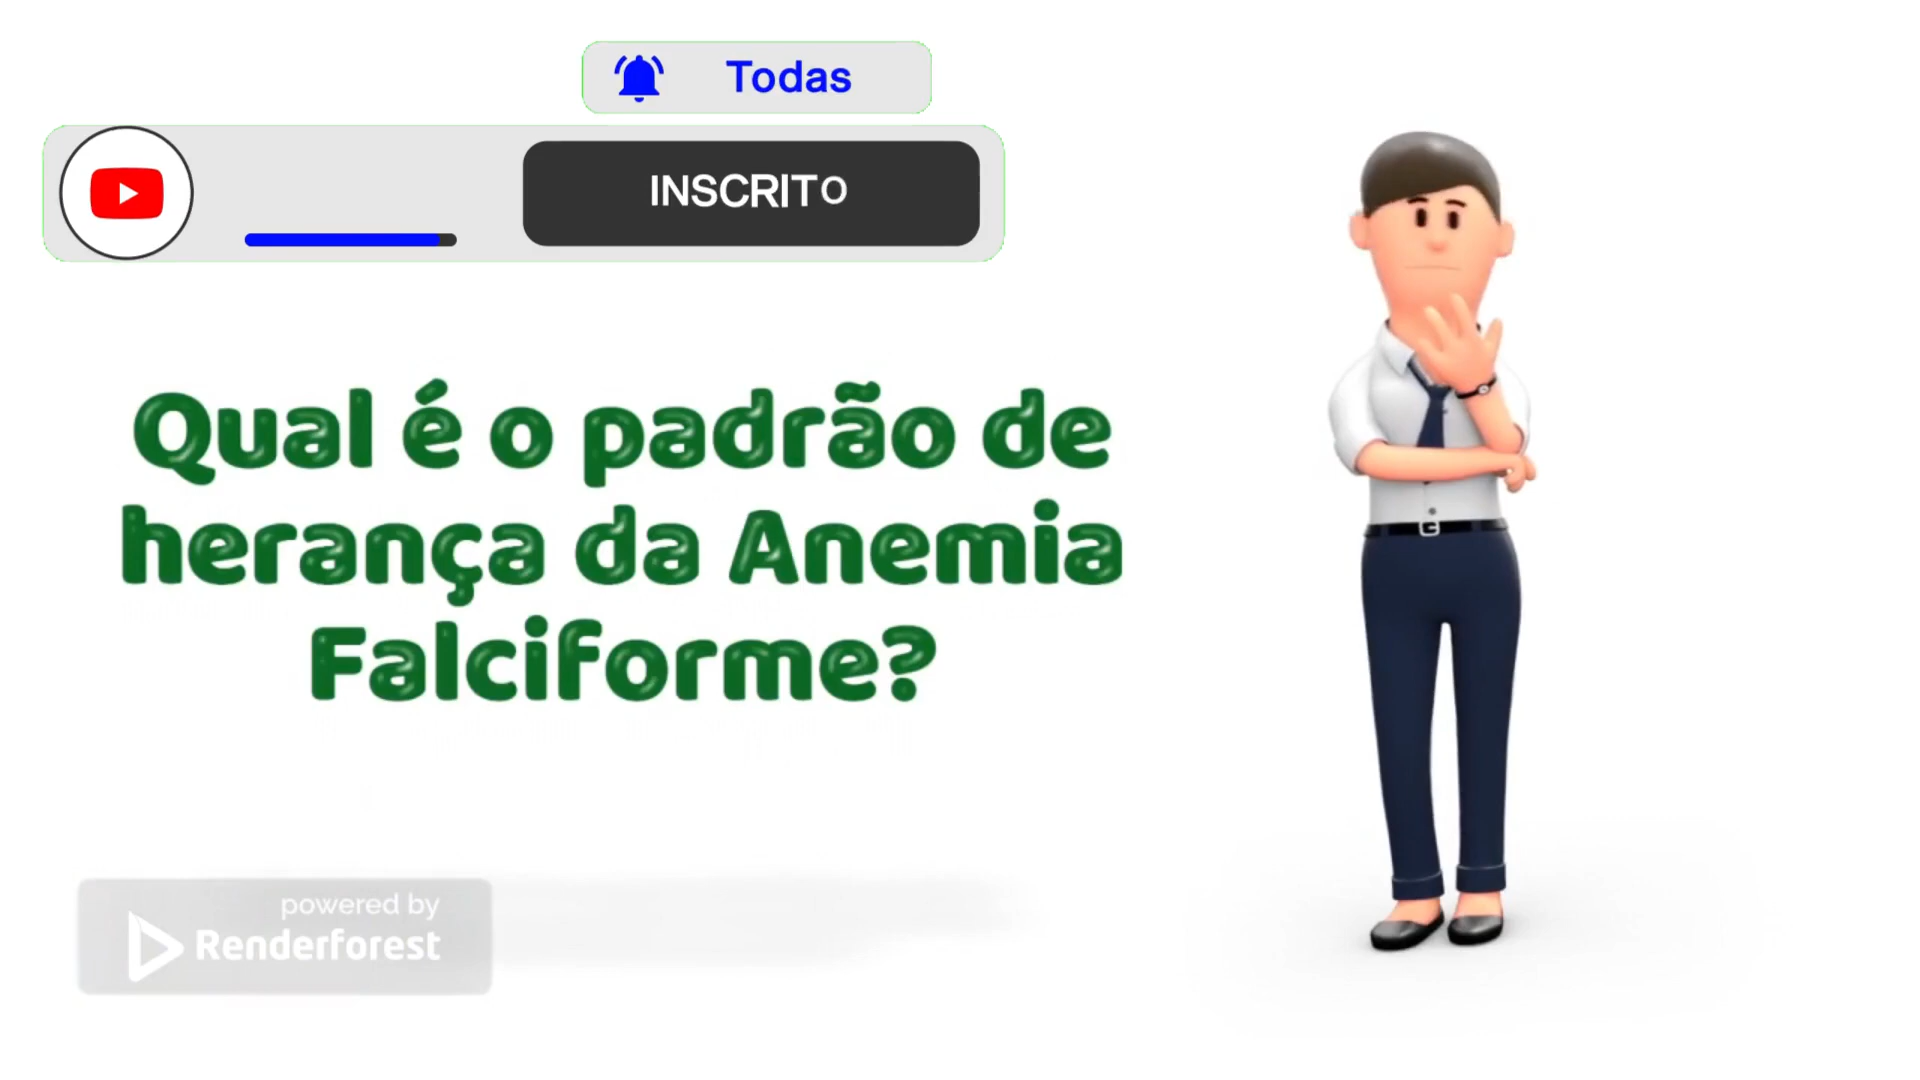 Todas
INSCRITO
Qual é o padrão de
herança da Anemia
Falciforme?
powered by
Renderforest